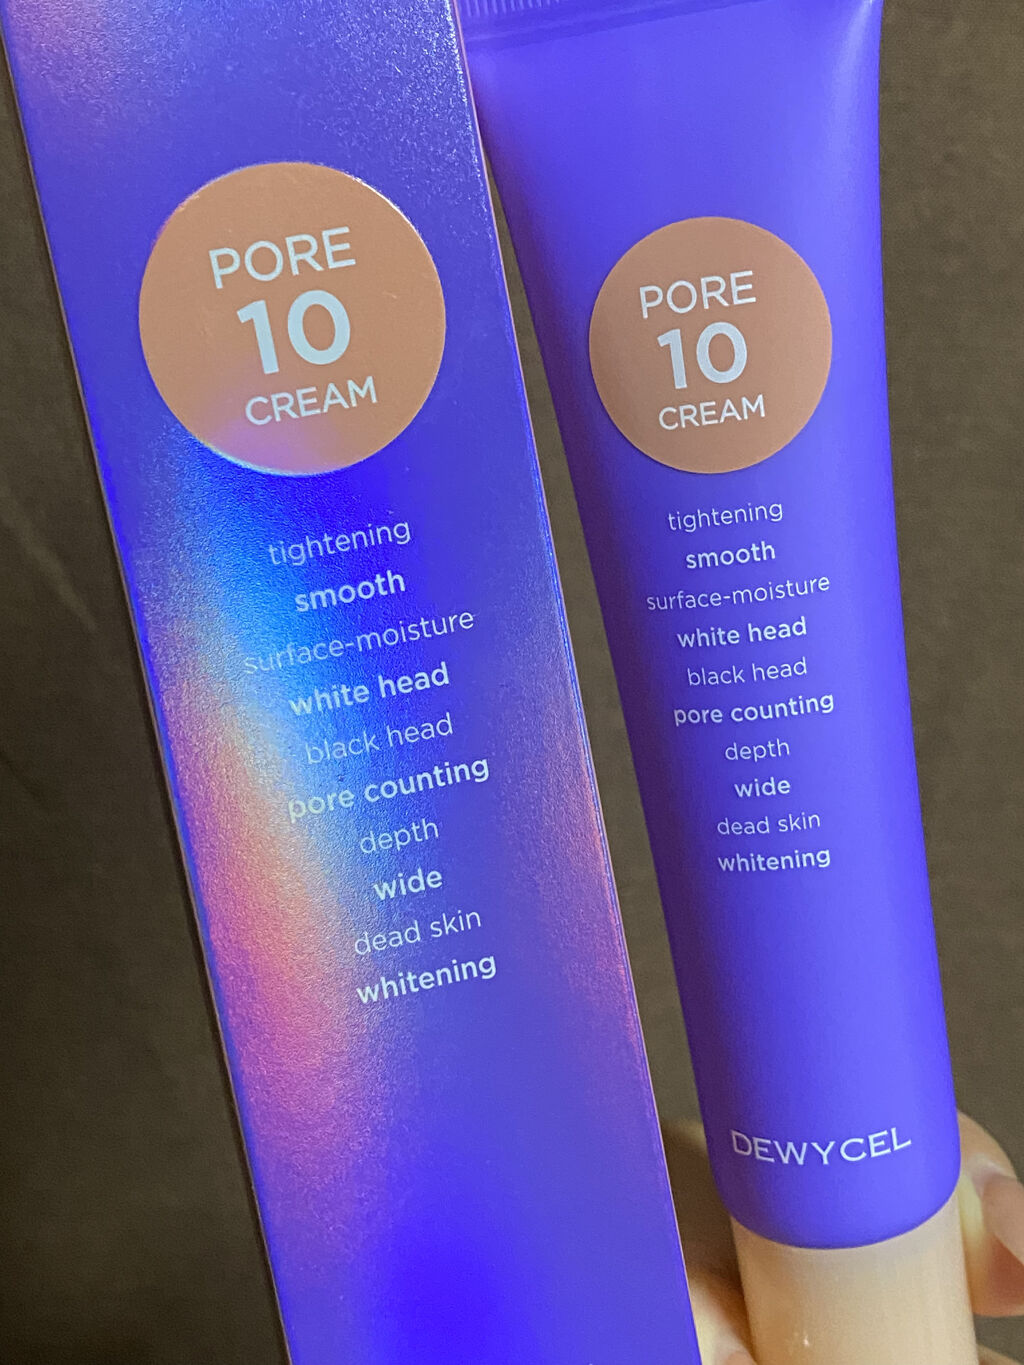 PORE
10
CREAM
tightening
smooth
surface-moisture
white head
black head
pore counting
depth
wide
dead skin
whitening
PORE
10
CREAM
tightening
smooth
surface-moisture
white head
black head
pore counting
depth
wide
dead skin
whitening
DEWYCEL